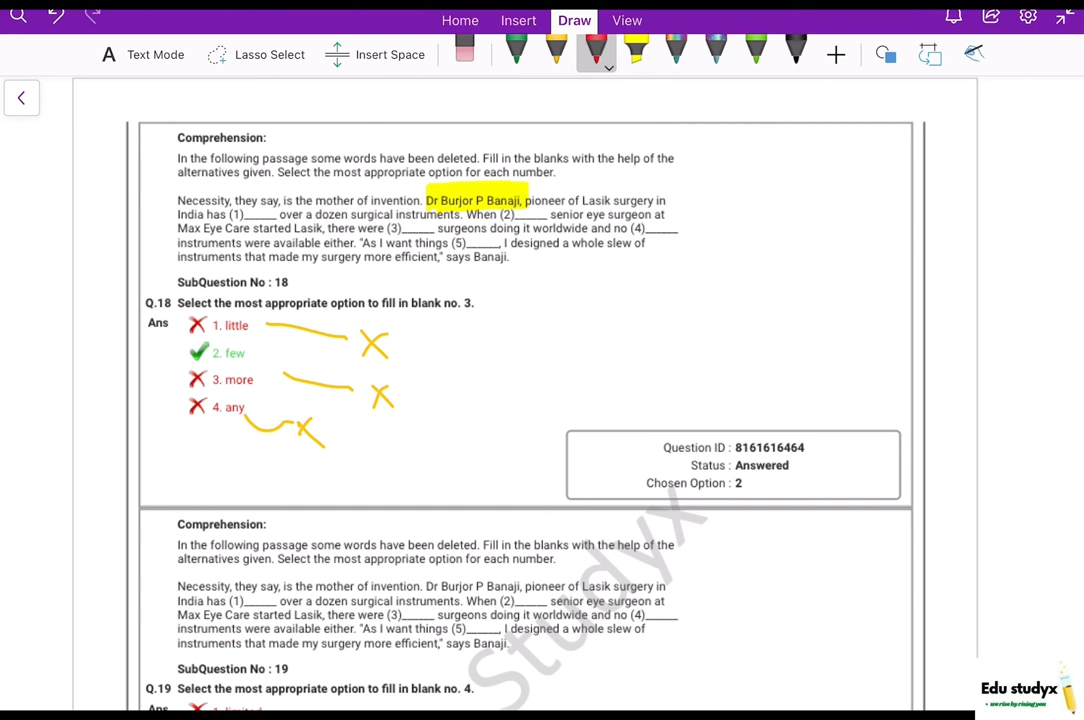 Home Insert Draw View
A Text Mode Lasso Select Insert Space
Comprehension:
In the following passage some words have been deleted. Fill in the blanks with the help of the
alternatives given. Select the most appropriate option for each number.
Necessity, they say, is the mother of invention. Dr Burjor P Banaji, pioneer of Lasik surgery in
India has (1)_____ over a dozen surgical instruments. When (2)_____ senior eye surgeon at
Max Eye Care started Lasik, there were (3)_____ surgeons doing it worldwide and no (4)_____
instruments were available either. "As I want things (5)_____, I designed a whole slew of
instruments that made my surgery more efficient," says Banaji.
SubQuestion No : 18
Q.18 Select the most appropriate option to fill in blank no. 3.
Ans 1. little
2. few
3. more
4. any
Question ID : 8161616464
Status : Answered
Chosen Option : 2
Comprehension:
In the following passage some words have been deleted. Fill in the blanks with the help of the
alternatives given. Select the most appropriate option for each number.
Necessity, they say, is the mother of invention. Dr Burjor P Banaji, pioneer of Lasik surgery in
India has (1)_____ over a dozen surgical instruments. When (2)_____ senior eye surgeon at
Max Eye Care started Lasik, there were (3)_____ surgeons doing it worldwide and no (4)_____
instruments were available either. "As I want things (5)_____, I designed a whole slew of
instruments that made my surgery more efficient," says Banaji.
SubQuestion No : 19
Q.19 Select the most appropriate option to fill in blank no. 4.
Ans 1. limited
Studyx
Edu studyx
we rise by rising you